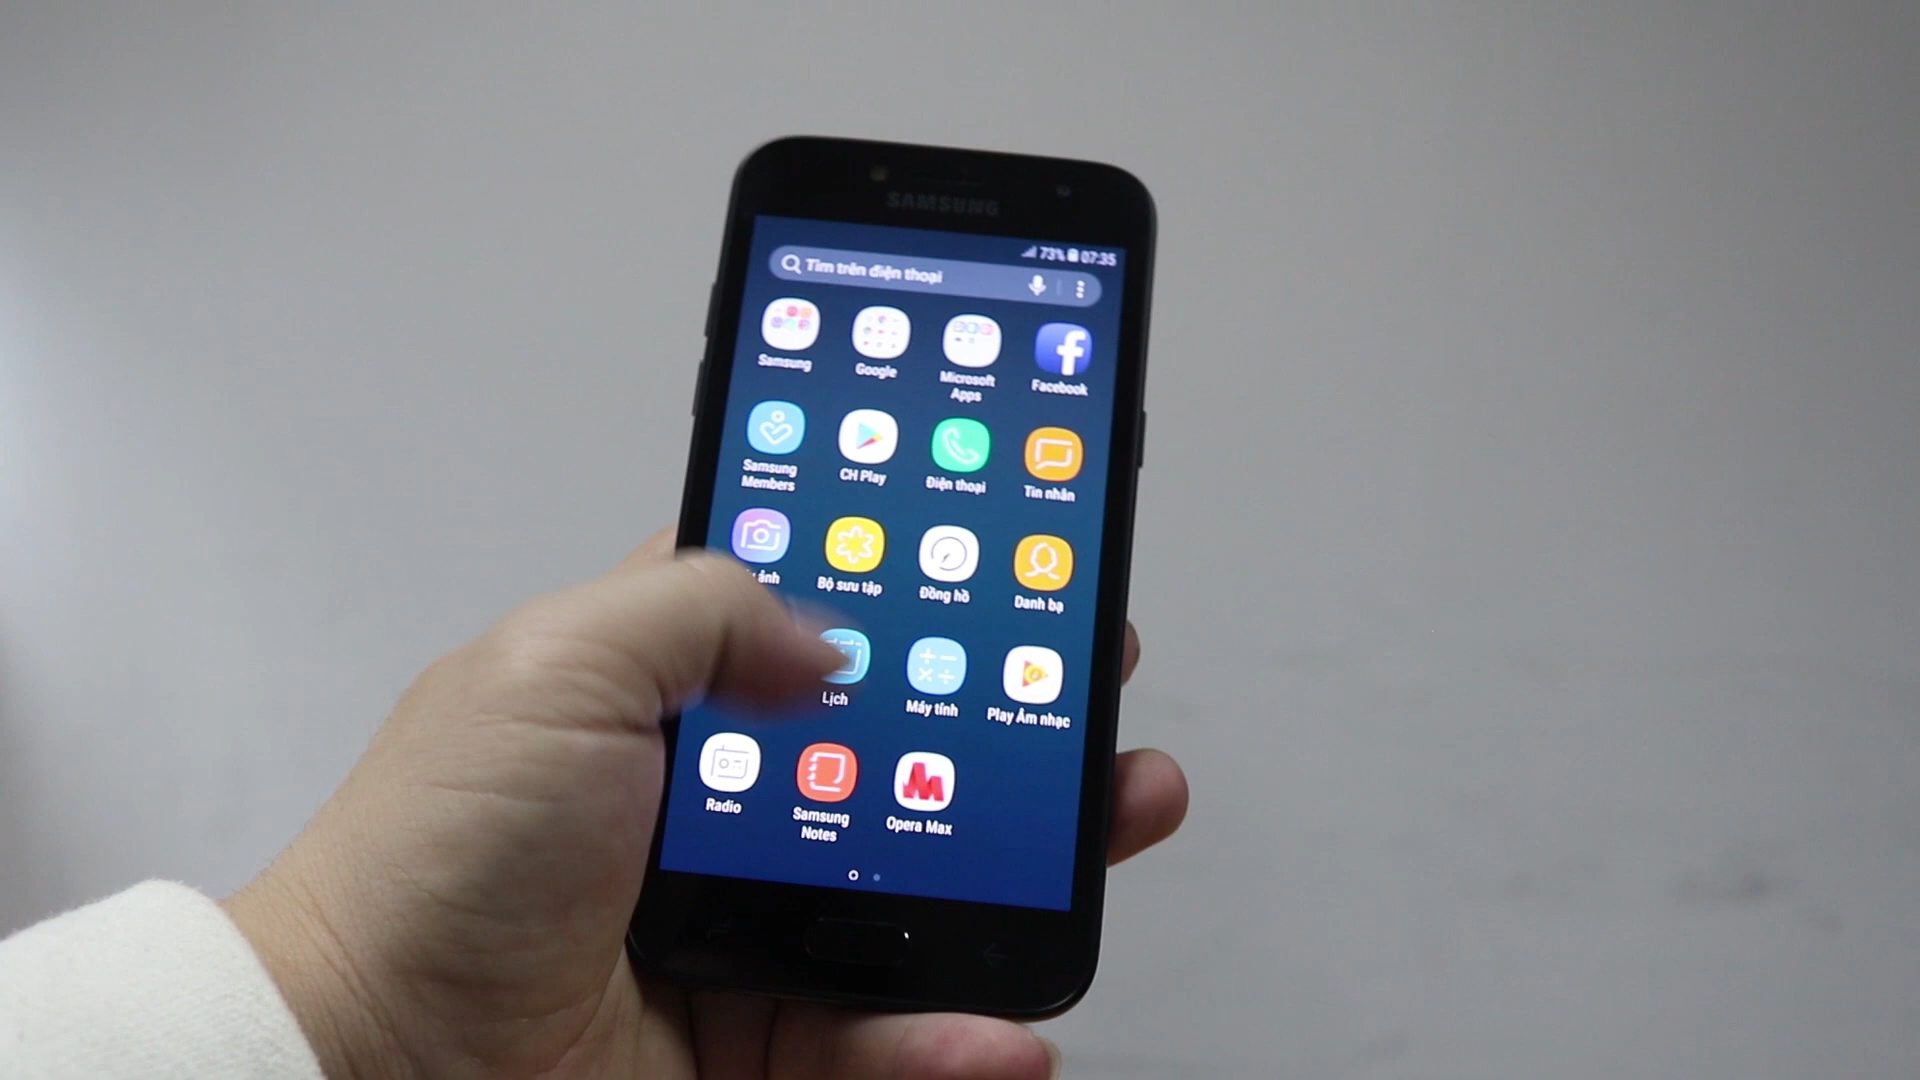 SAMSUNG
73% 07:35
Tìm trên điện thoại
Samsung
Google
Microsoft
Apps
Facebook
Samsung
Members
CH Play
Điện thoại
Tin nhắn
ảnh
Bộ sưu tập
Đồng hồ
Danh bạ
Lịch
Máy tính
Play Âm nhạc
Radio
Samsung
Notes
Opera Max